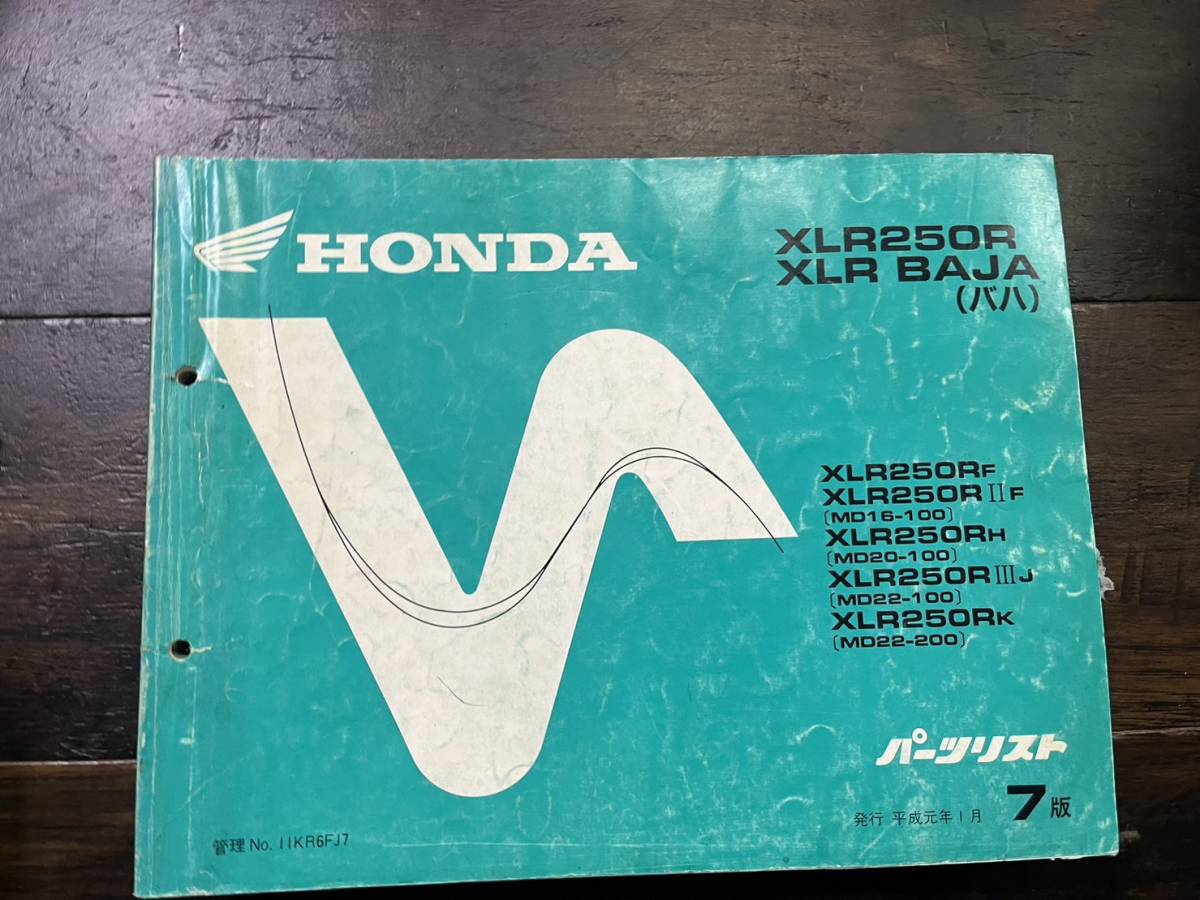 HONDA
XLR250R
XLR BAJA
(バハ)
XLR250RF
XLR250RⅡF
(MD16-100)
XLR250RH
(MD20-100)
XLR250RⅢJ
(MD22-100)
XLR250RK
(MD22-200)
パーツリスト
発行 平成元年1月 7版
管理No. 11KR6FJ7